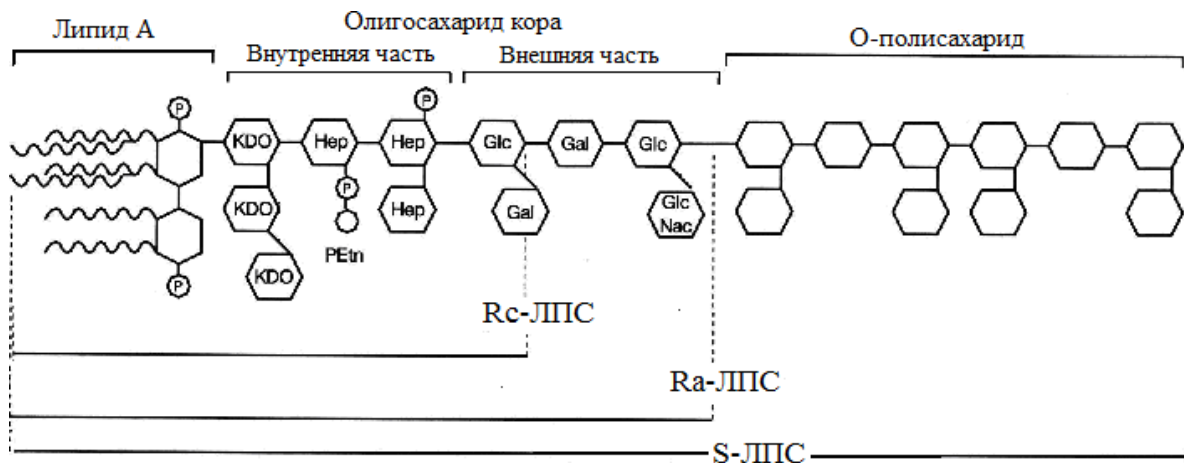 Липид А
Олигосахарид кора
Внутренняя часть
Внешняя часть
О-полисахарид
P
P
KDO
Hep
Hep
Glc
Gal
Glc
KDO
P
Hep
Gal
Glc
Nac
PEtn
KDO
P
Rc-ЛПС
Ra-ЛПС
S-ЛПС